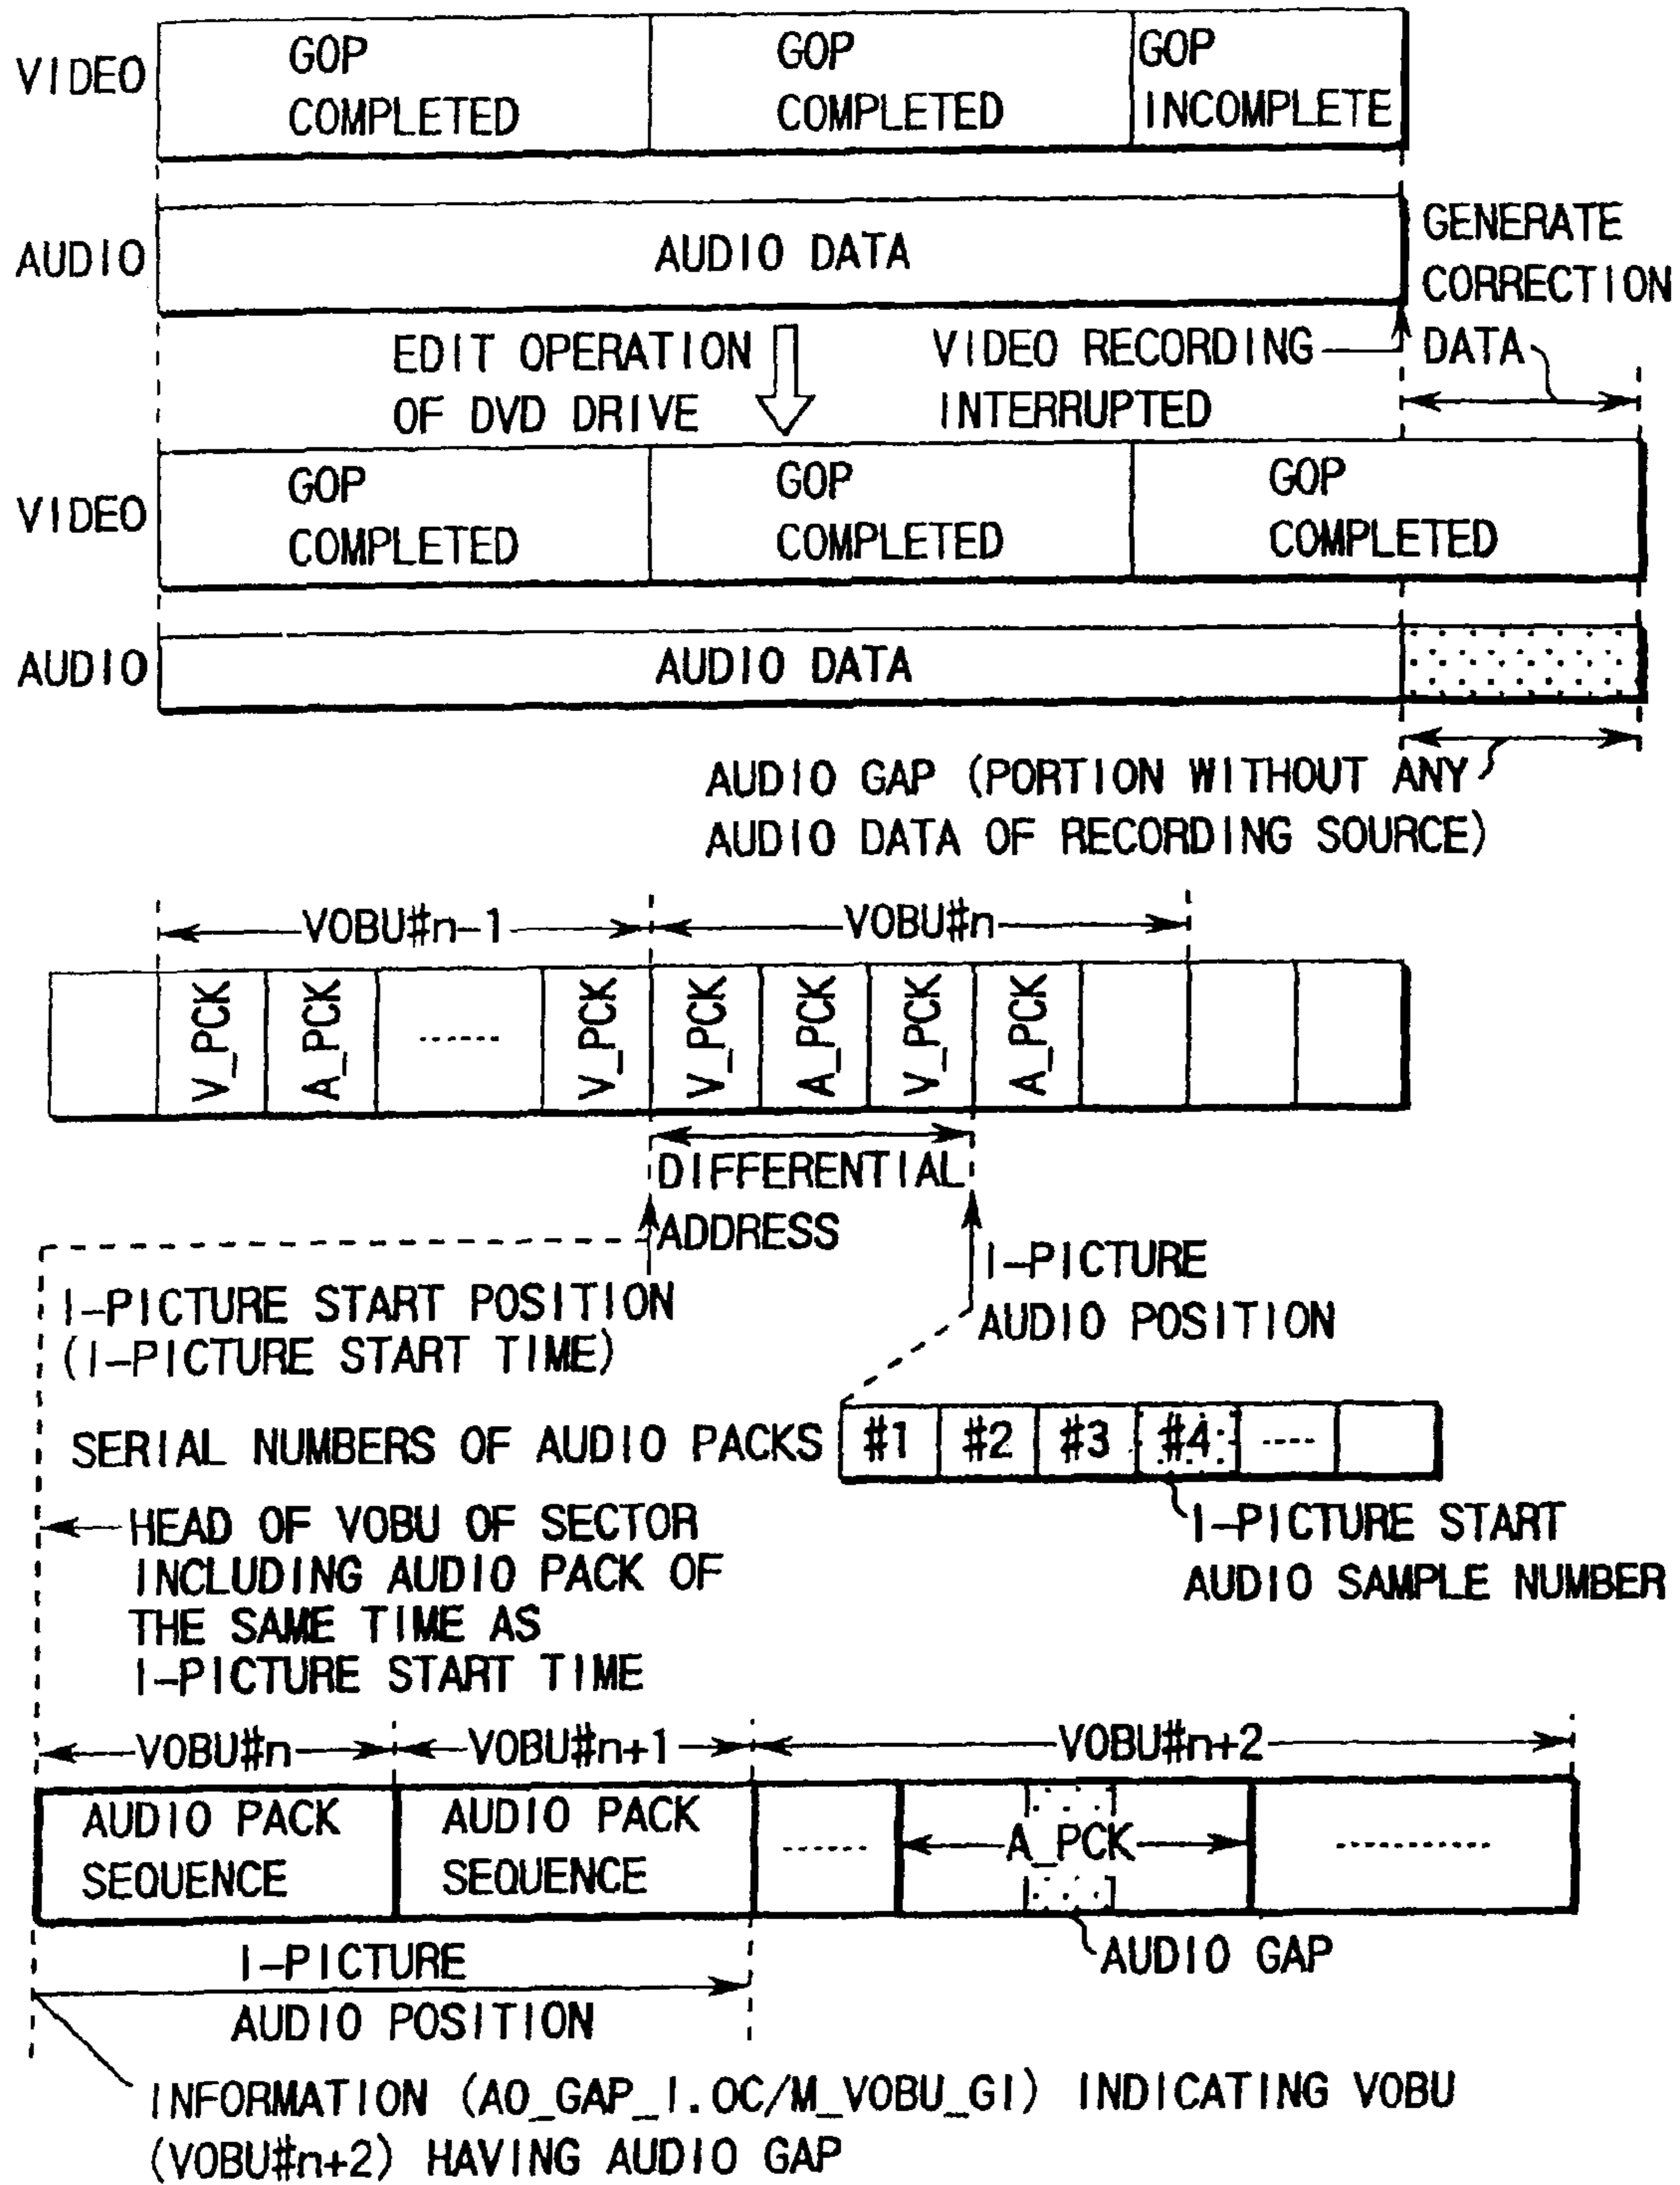 VIDEO
GOP
COMPLETED
GOP
COMPLETED
GOP
INCOMPLETE
AUDIO
AUDIO DATA
GENERATE
CORRECTION
DATA
EDIT OPERATION
OF DVD DRIVE
VIDEO RECORDING
INTERRUPTED
VIDEO
GOP
COMPLETED
GOP
COMPLETED
GOP
COMPLETED
AUDIO
AUDIO DATA
AUDIO GAP (PORTION WITHOUT ANY
AUDIO DATA OF RECORDING SOURCE)
VOBU#n-1
VOBU#n
V_PCK
A_PCK
V_PCK
V_PCK
A_PCK
V_PCK
A_PCK
DIFFERENTIAL
ADDRESS
I-PICTURE START POSITION
(I-PICTURE START TIME)
I-PICTURE
AUDIO POSITION
SERIAL NUMBERS OF AUDIO PACKS
#1
#2
#3
#4
I-PICTURE START
AUDIO SAMPLE NUMBER
HEAD OF VOBU OF SECTOR
INCLUDING AUDIO PACK OF
THE SAME TIME AS
I-PICTURE START TIME
VOBU#n
VOBU#n+1
VOBU#n+2
AUDIO PACK
SEQUENCE
AUDIO PACK
SEQUENCE
A_PCK
AUDIO GAP
I-PICTURE
AUDIO POSITION
INFORMATION (A0_GAP_I.OC/M_VOBU_GI) INDICATING VOBU
(VOBU#n+2) HAVING AUDIO GAP